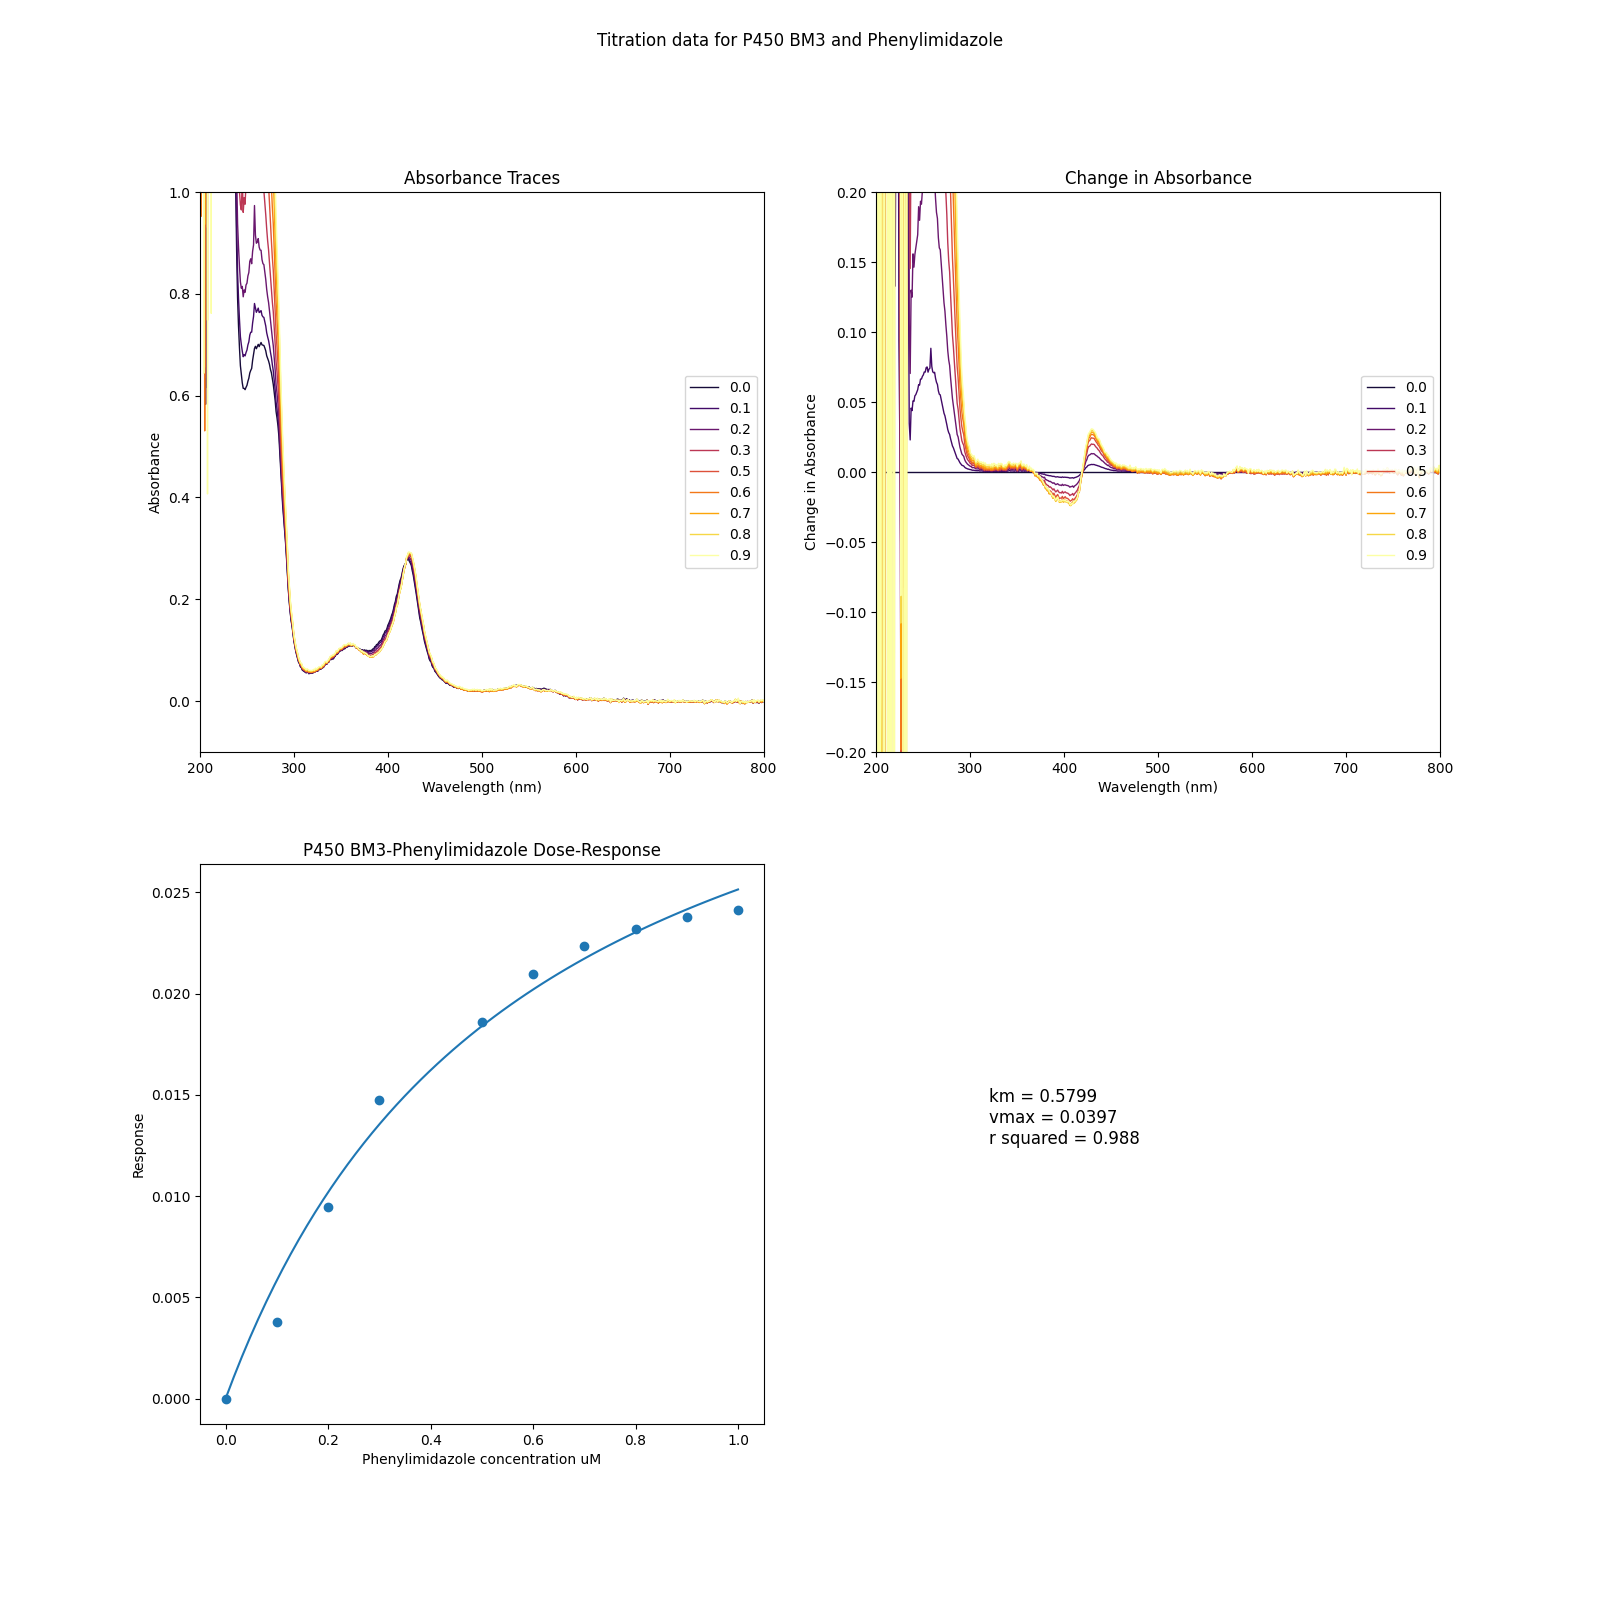 Titration data for P450 BM3 and Phenylimidazole
Absorbance Traces
1.0
0.8
0.6
0.4
0.2
0.0
Absorbance
0.0
0.1
0.2
0.3
0.5
0.6
0.7
0.8
0.9
200 300 400 500 600 700 800
Wavelength (nm)
Change in Absorbance
0.20
0.15
0.10
0.05
0.00
−0.05
−0.10
−0.15
−0.20
Change in Absorbance
0.0
0.1
0.2
0.3
0.5
0.6
0.7
0.8
0.9
200 300 400 500 600 700 800
Wavelength (nm)
P450 BM3-Phenylimidazole Dose-Response
0.025
0.020
0.015
0.010
0.005
0.000
Response
0.0 0.2 0.4 0.6 0.8 1.0
Phenylimidazole concentration uM
km = 0.5799
vmax = 0.0397
r squared = 0.988